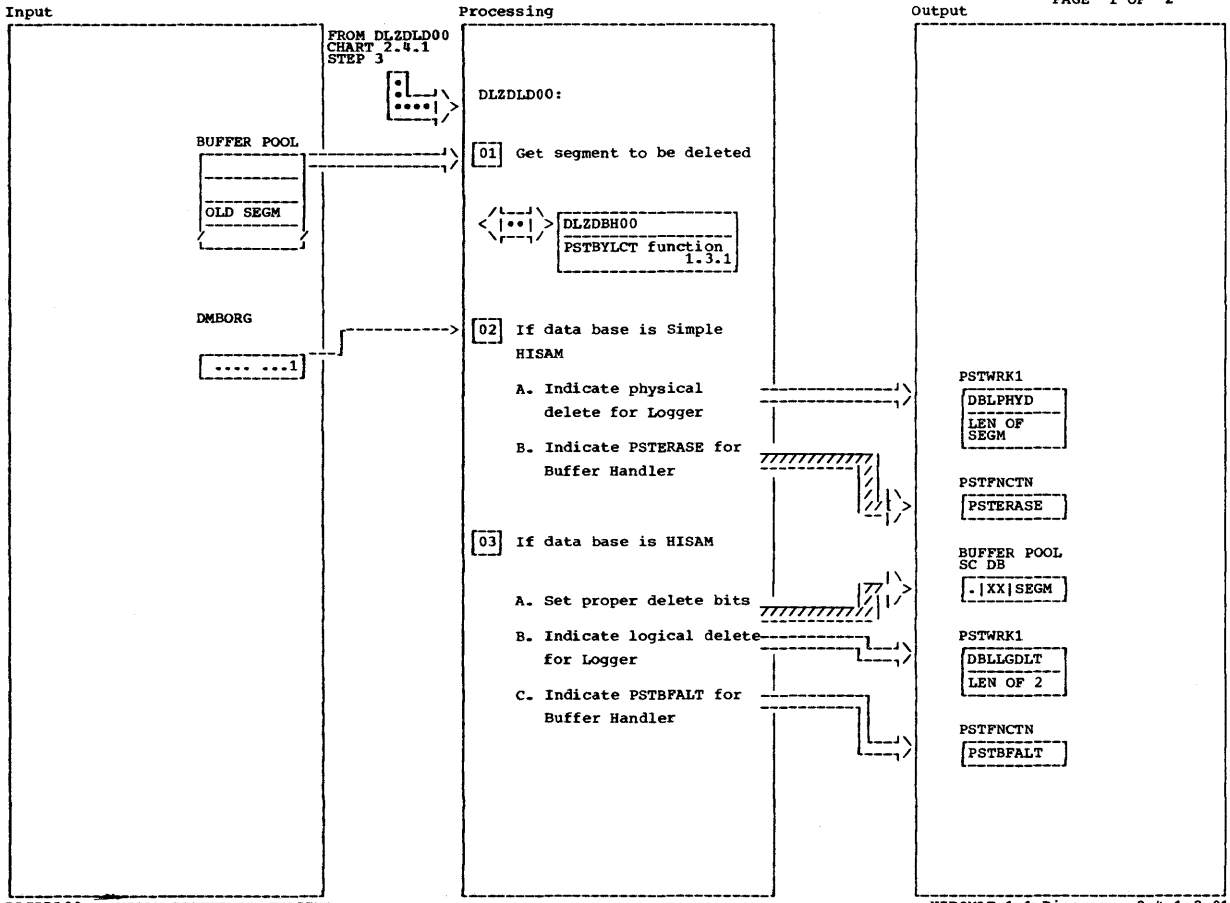 PAGE 1 OF 2
Input
Processing
Output
FROM DLZDLD00
CHART 2.4.1
STEP 3
DLZDLD00:
BUFFER POOL
OLD SEGM
01 Get segment to be deleted
DLZDBH00
PSTBYLCT function
1.3.1
DMBORG
.... ...1
02 If data base is Simple
HISAM
A. Indicate physical
delete for Logger
B. Indicate PSTERASE for
Buffer Handler
PSTWRK1
DBLPHYD
LEN OF
SEGM
PSTFNCTN
PSTERASE
03 If data base is HISAM
A. Set proper delete bits
B. Indicate logical delete
for Logger
C. Indicate PSTBFALT for
Buffer Handler
BUFFER POOL
SC DB
.|XX|SEGM
PSTWRK1
DBLLGDLT
LEN OF 2
PSTFNCTN
PSTBFALT